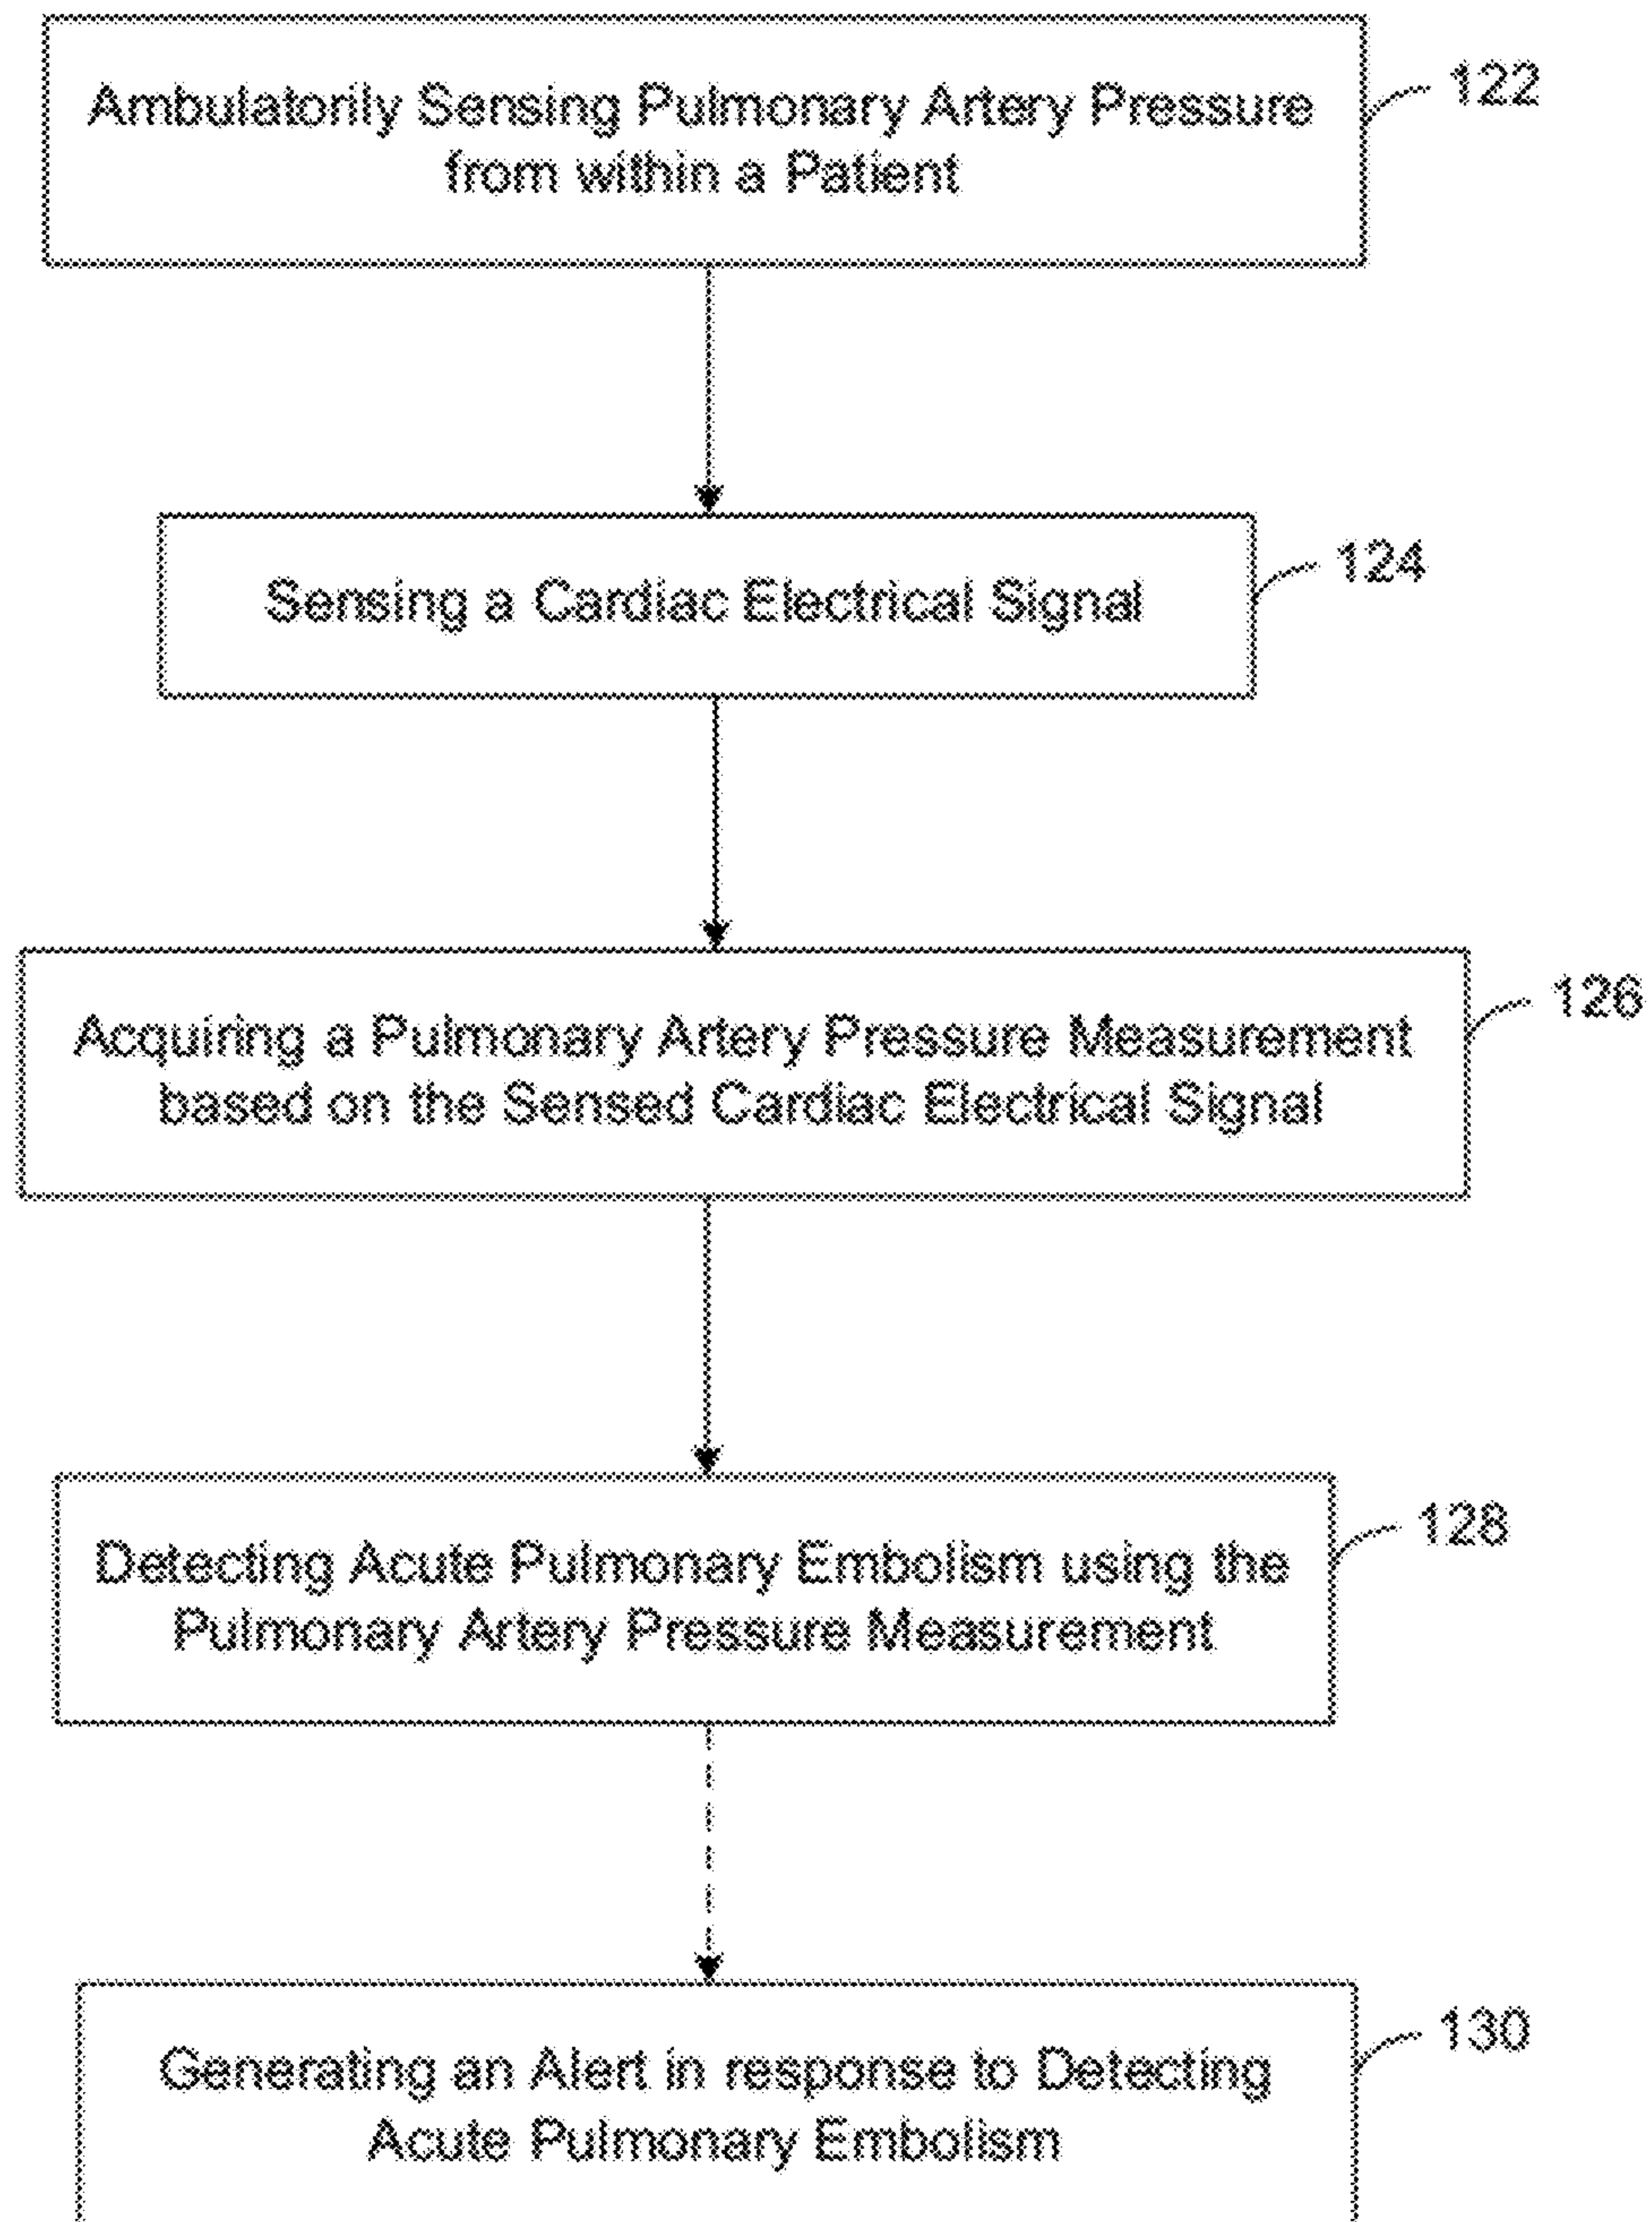 Ambulatorily Sensing Pulmonary Artery Pressure
from within a Patient
122
Sensing a Cardiac Electrical Signal
124
Acquiring a Pulmonary Artery Pressure Measurement
based on the Sensed Cardiac Electrical Signal
126
Detecting Acute Pulmonary Embolism using the
Pulmonary Artery Pressure Measurement
128
Generating an Alert in response to Detecting
Acute Pulmonary Embolism
130